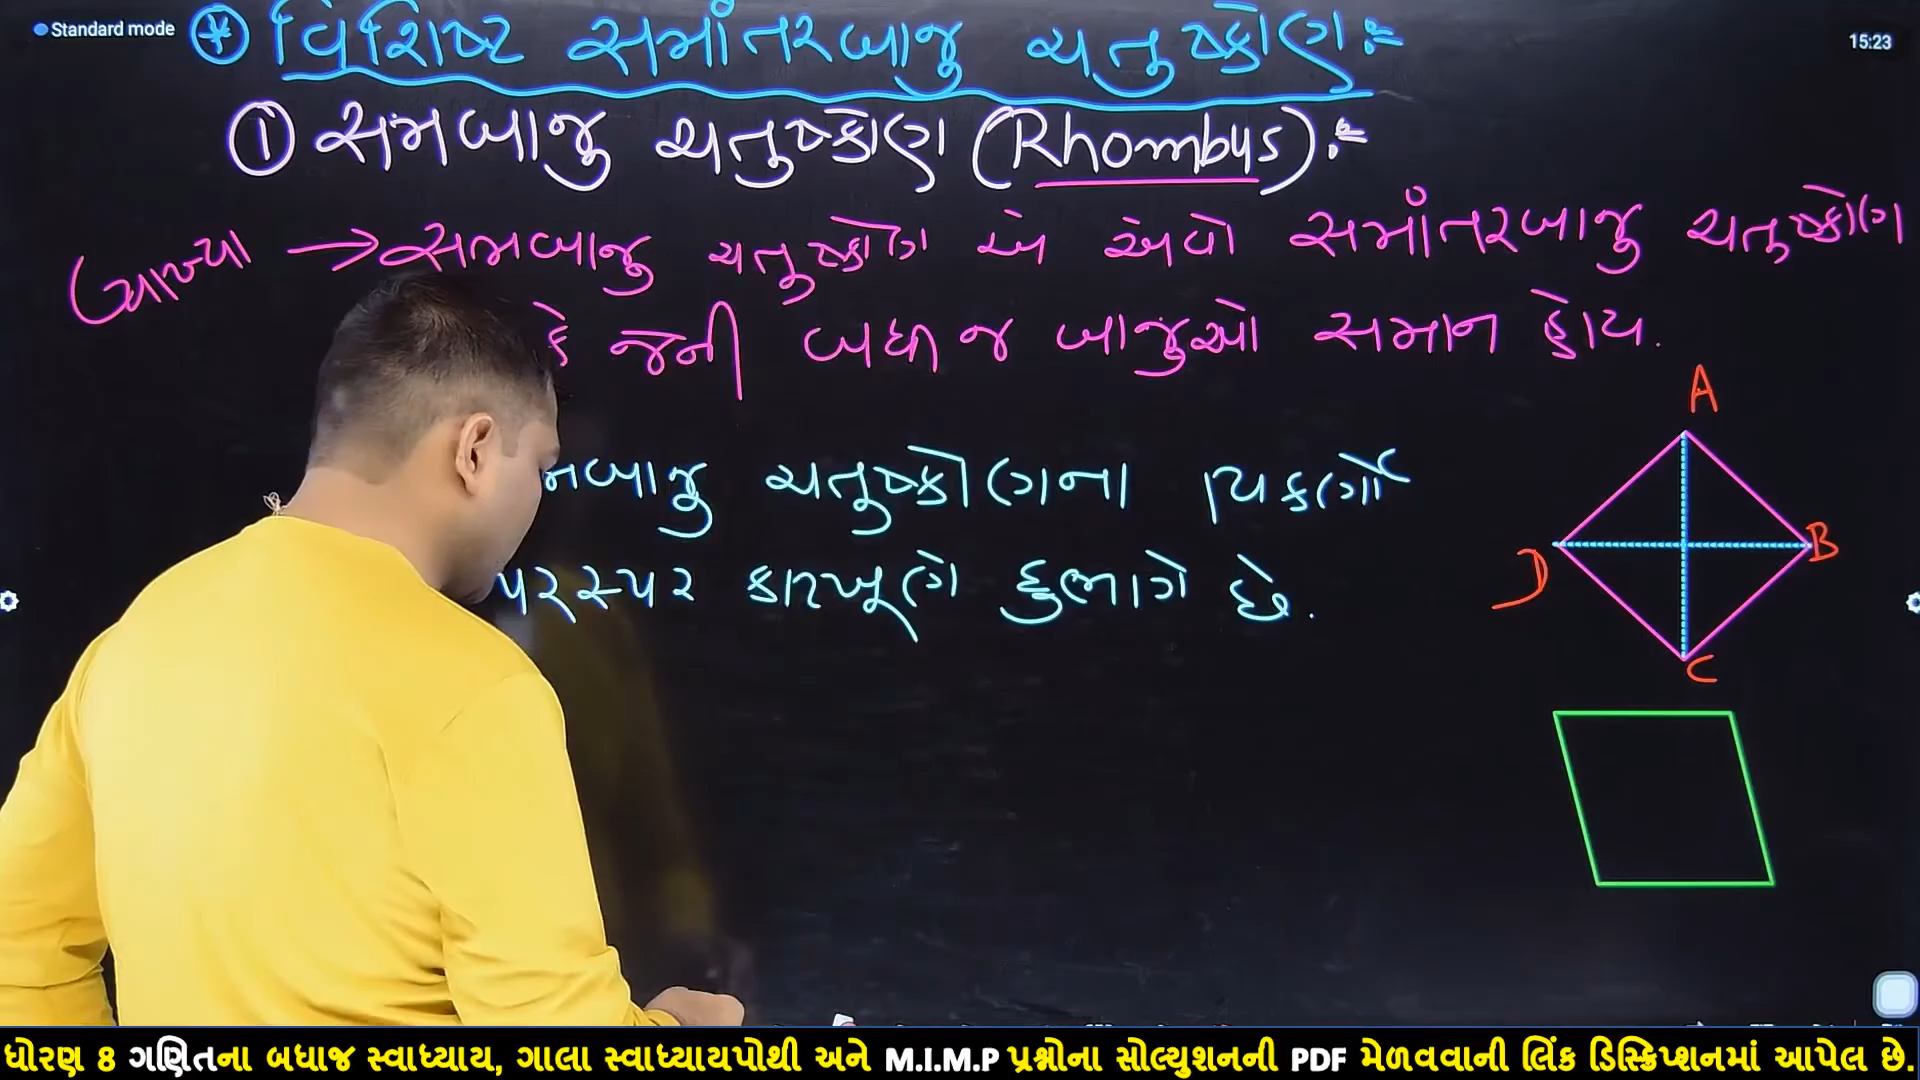 Standard mode
15:23
* વિશિષ્ટ સમાંતરબાજુ ચતુષ્કોણ :-
① સમબાજુ ચતુષ્કોણ (Rhombus) :-
વ્યાખ્યા → સમબાજુ ચતુષ્કોણ એ એવો સમાંતરબાજુ ચતુષ્કોણ
કે જેની બધી જ બાજુઓ સમાન હોય.
ચતુષ્કોણના વિકર્ણો
પરસ્પર કાટખૂણે દુભાગે છે.
A
B
D
C
ધોરણ 8 ગણિતના બધાજ સ્વાધ્યાય, ગાલા સ્વાધ્યાયપોથી અને M.I.M.P પ્રશ્નોના સોલ્યુશનની PDF મેળવવાની લિંક ડિસ્ક્રિપ્શનમાં આપેલ છે.